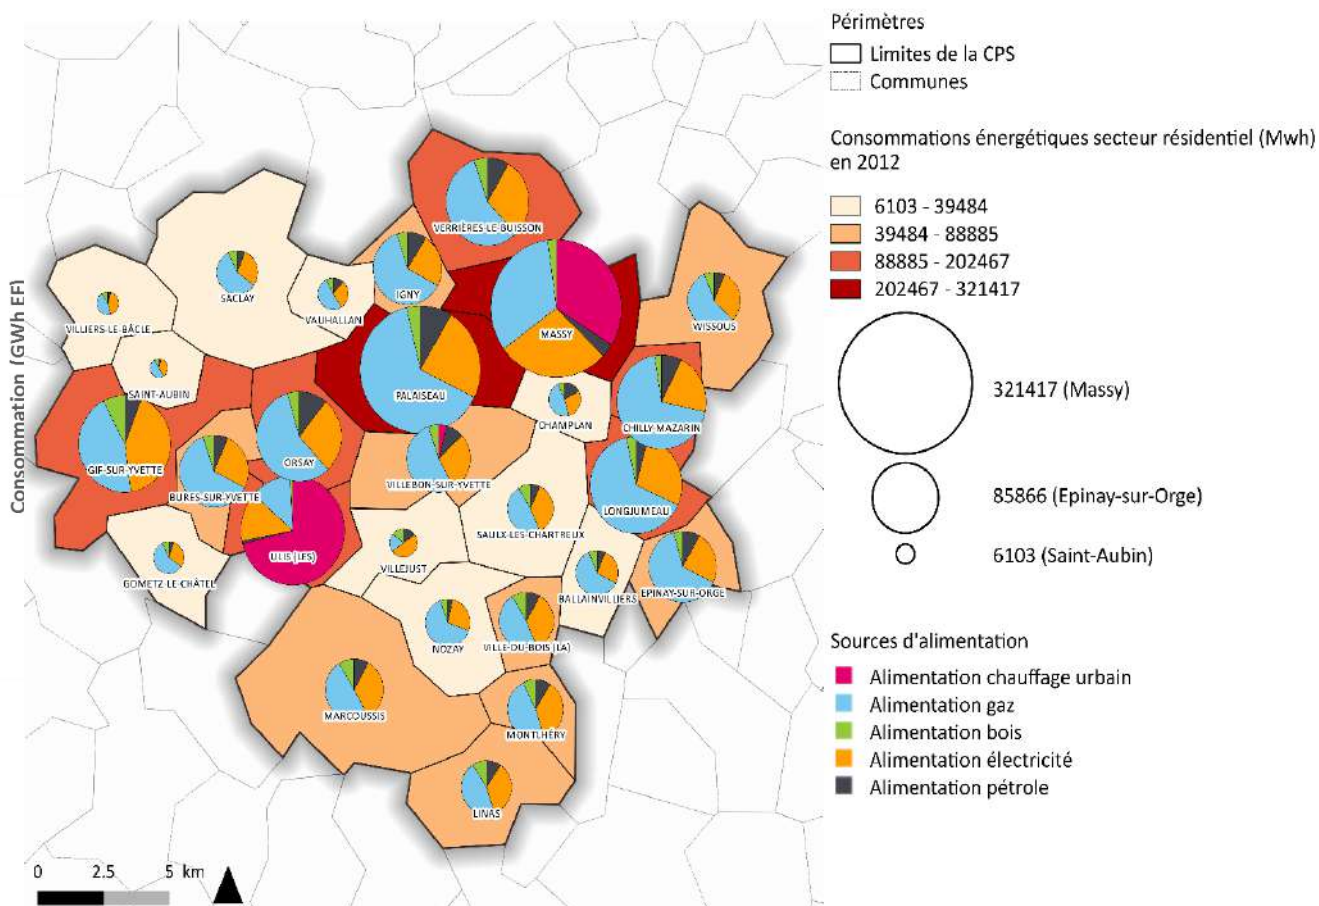 Consommation (GWh EF)
VERRIÈRES-LE-BUISSON
IGNY
SACLAY
VAUHALLAN
VILLIERS-LE-BÂCLE
MASSY
WISSOUS
SAINT-AUBIN
PALAISEAU
CHAMPLAN
CHILLY-MAZARIN
GIF-SUR-YVETTE
ORSAY
BURES-SUR-YVETTE
VILLEBON-SUR-YVETTE
LONGJUMEAU
SAULX-LES-CHARTREUX
ULIS (LES)
VILLEJUST
GOMETZ-LE-CHÂTEL
BALLAINVILLIERS
EPINAY-SUR-ORGE
NOZAY
VILLE-DU-BOIS (LA)
MARCOUSSIS
MONTLHÉRY
LINAS
0 2.5 5 km
Périmètres
Limites de la CPS
Communes
Consommations énergétiques secteur résidentiel (Mwh)
en 2012
6103 - 39484
39484 - 88885
88885 - 202467
202467 - 321417
321417 (Massy)
85866 (Epinay-sur-Orge)
6103 (Saint-Aubin)
Sources d'alimentation
Alimentation chauffage urbain
Alimentation gaz
Alimentation bois
Alimentation électricité
Alimentation pétrole